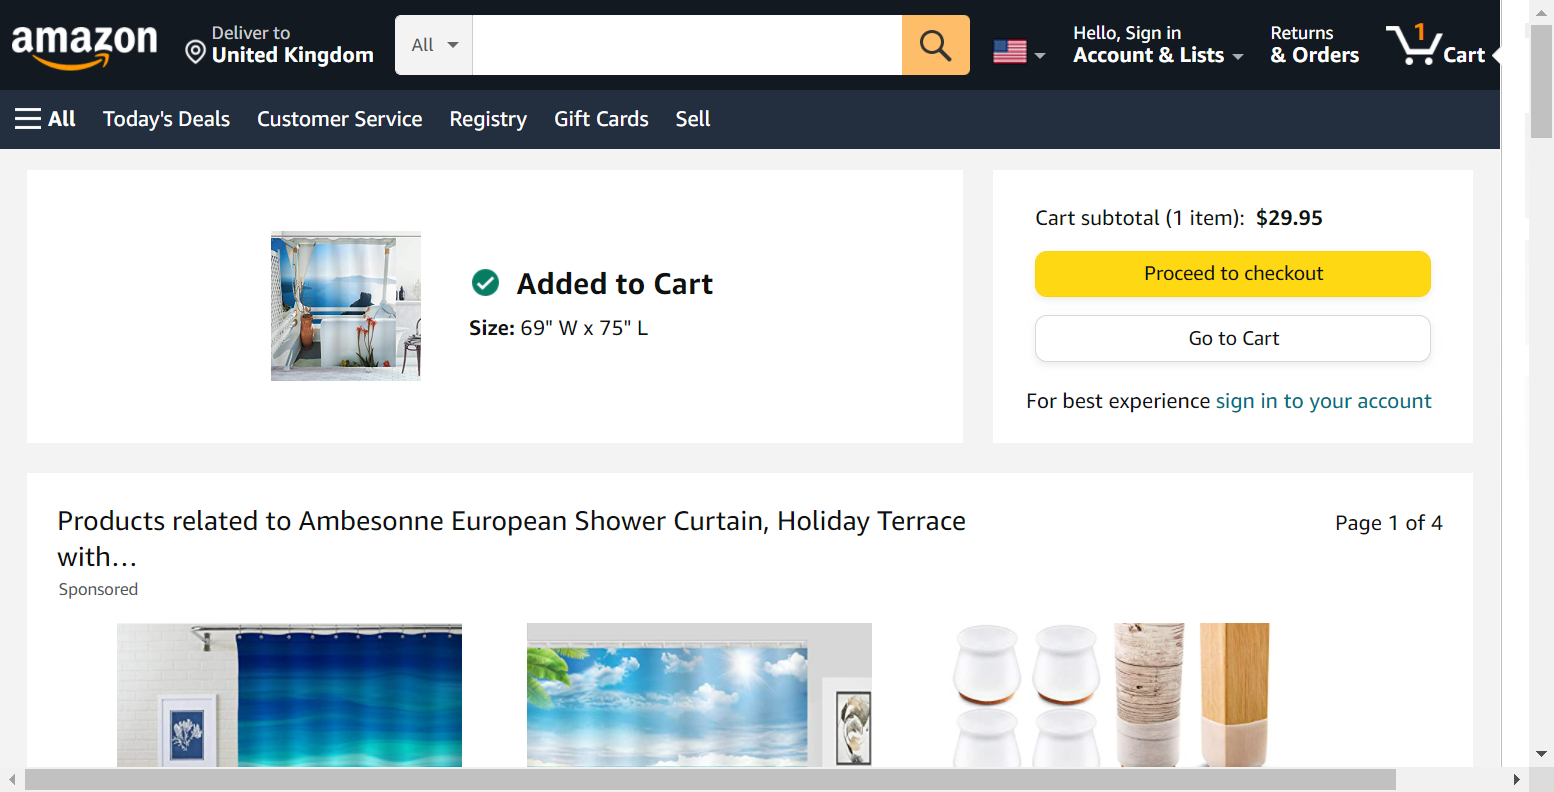 amazon
Deliver to
United Kingdom
All
Hello, Sign in
Account & Lists
Returns
& Orders
1
Cart
All
Today's Deals
Customer Service
Registry
Gift Cards
Sell
Added to Cart
Size: 69" W x 75" L
Cart subtotal (1 item): $29.95
Proceed to checkout
Go to Cart
For best experience sign in to your account
Products related to Ambesonne European Shower Curtain, Holiday Terrace
with…
Page 1 of 4
Sponsored